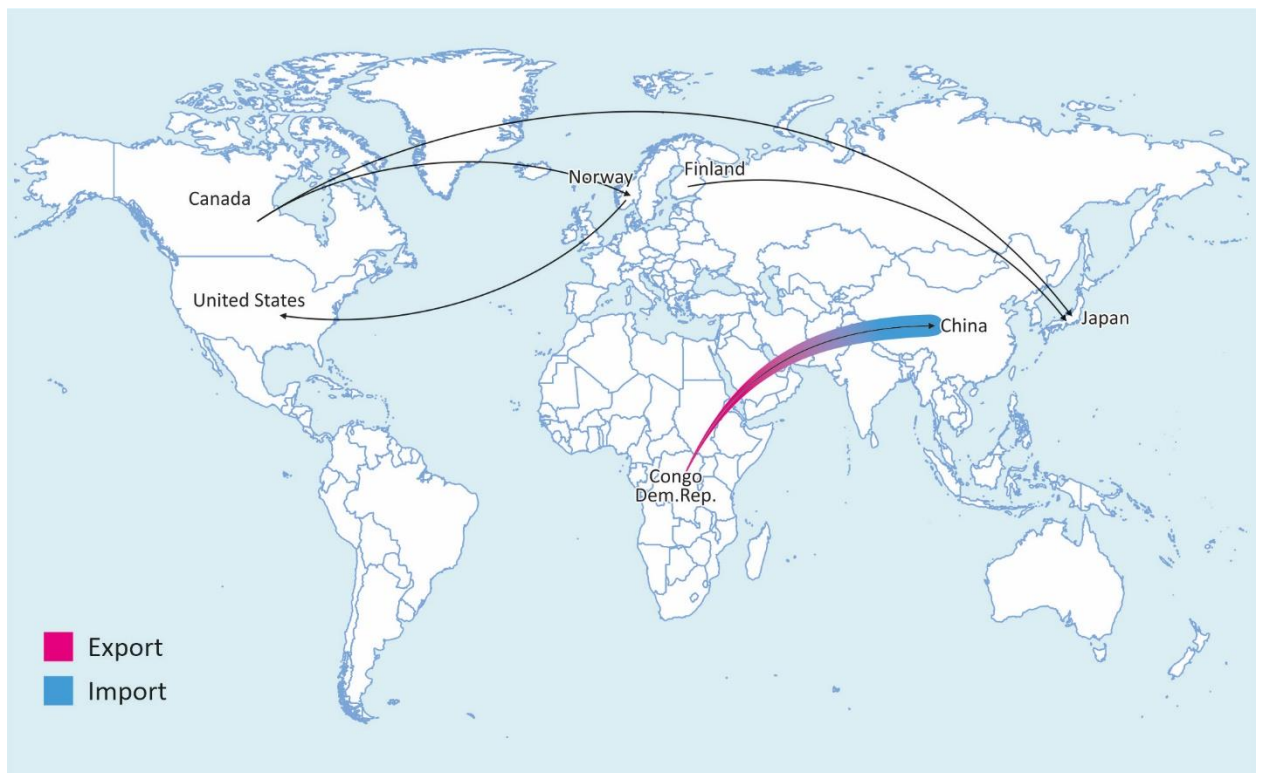 Norway
Finland
Canada
United States
China
Japan
Congo
Dem.Rep.
Export
Import